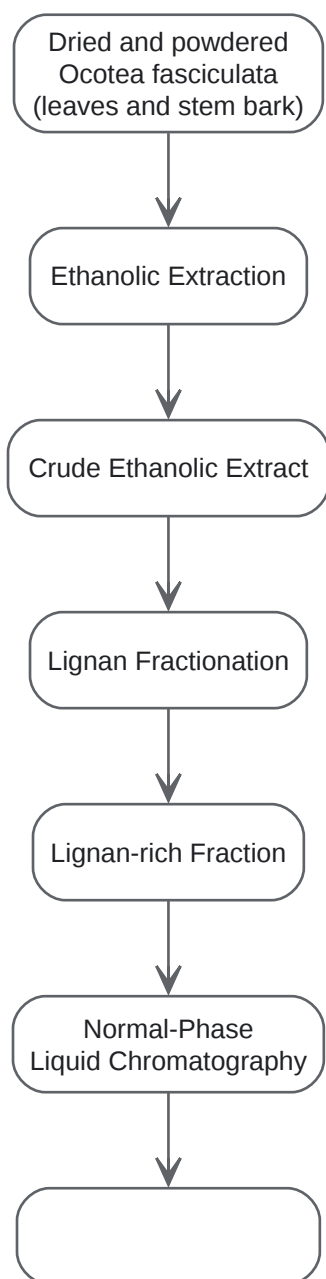 Dried and powdered
Ocotea fasciculata
(leaves and stem bark)
Ethanolic Extraction
Crude Ethanolic Extract
Lignan Fractionation
Lignan-rich Fraction
Normal-Phase
Liquid Chromatography